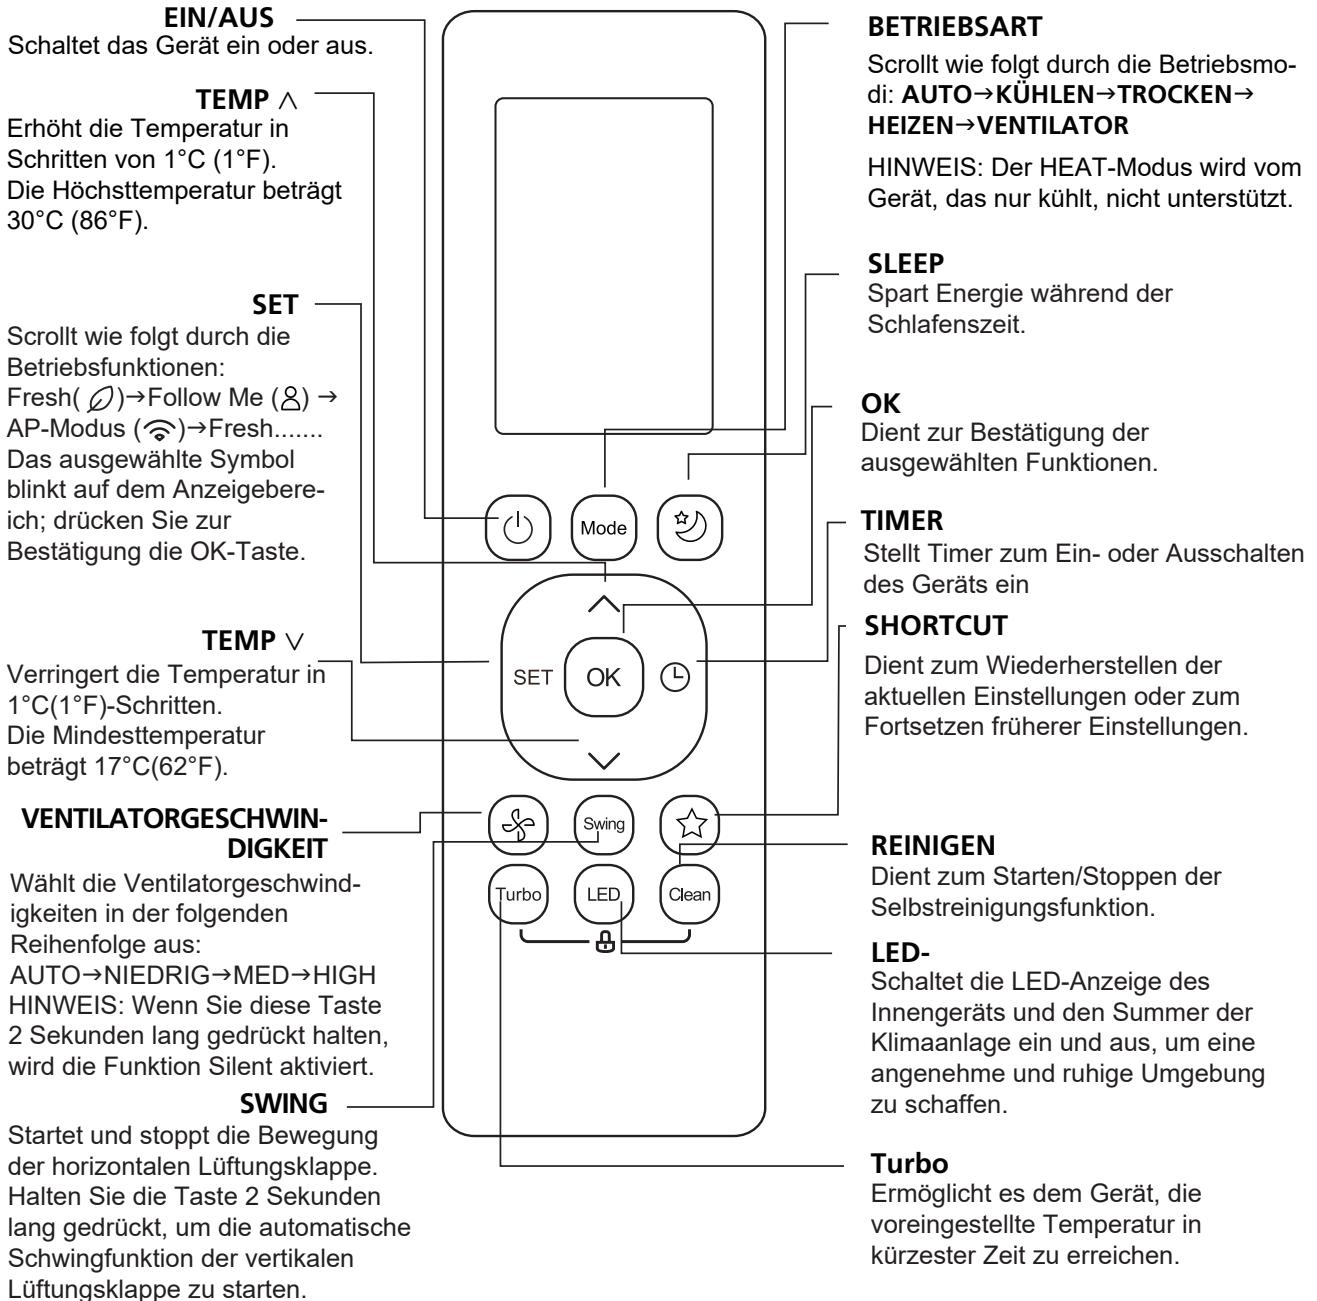 EIN/AUS
Schaltet das Gerät ein oder aus.
TEMP ∧
Erhöht die Temperatur in
Schritten von 1°C (1°F).
Die Höchsttemperatur beträgt
30°C (86°F).
SET
Scrollt wie folgt durch die
Betriebsfunktionen:
Fresh( )→Follow Me ( ) →
AP-Modus ( )→Fresh.......
Das ausgewählte Symbol
blinkt auf dem Anzeigebere-
ich; drücken Sie zur
Bestätigung die OK-Taste.
TEMP ∨
Verringert die Temperatur in
1°C(1°F)-Schritten.
Die Mindesttemperatur
beträgt 17°C(62°F).
VENTILATORGESCHWIN-
DIGKEIT
Wählt die Ventilatorgeschwind-
igkeiten in der folgenden
Reihenfolge aus:
AUTO→NIEDRIG→MED→HIGH
HINWEIS: Wenn Sie diese Taste
2 Sekunden lang gedrückt halten,
wird die Funktion Silent aktiviert.
SWING
Startet und stoppt die Bewegung
der horizontalen Lüftungsklappe.
Halten Sie die Taste 2 Sekunden
lang gedrückt, um die automatische
Schwingfunktion der vertikalen
Lüftungsklappe zu starten.
Mode
SET
OK
Swing
Turbo
LED
Clean
BETRIEBSART
Scrollt wie folgt durch die Betriebsmo-
di: AUTO→KÜHLEN→TROCKEN→
HEIZEN→VENTILATOR
HINWEIS: Der HEAT-Modus wird vom
Gerät, das nur kühlt, nicht unterstützt.
SLEEP
Spart Energie während der
Schlafenszeit.
OK
Dient zur Bestätigung der
ausgewählten Funktionen.
TIMER
Stellt Timer zum Ein- oder Ausschalten
des Geräts ein
SHORTCUT
Dient zum Wiederherstellen der
aktuellen Einstellungen oder zum
Fortsetzen früherer Einstellungen.
REINIGEN
Dient zum Starten/Stoppen der
Selbstreinigungsfunktion.
LED-
Schaltet die LED-Anzeige des
Innengeräts und den Summer der
Klimaanlage ein und aus, um eine
angenehme und ruhige Umgebung
zu schaffen.
Turbo
Ermöglicht es dem Gerät, die
voreingestellte Temperatur in
kürzester Zeit zu erreichen.